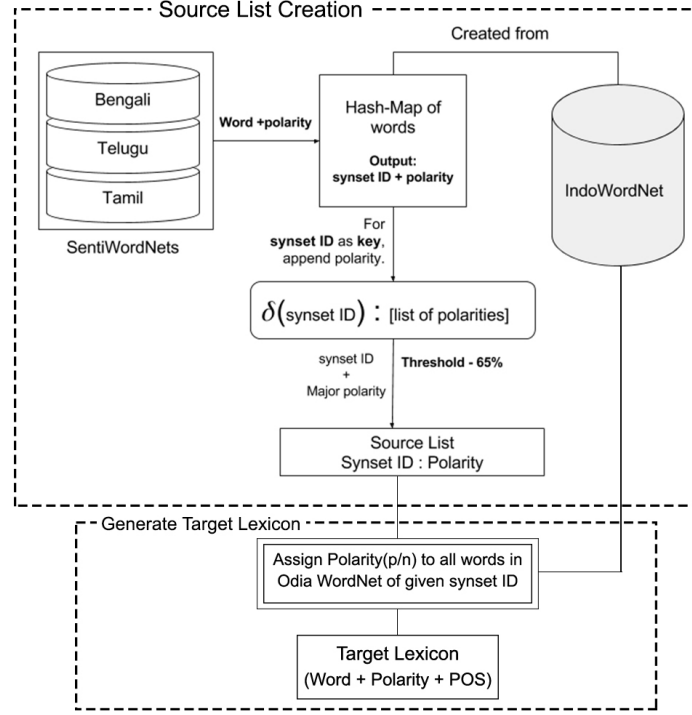 Source List Creation
Created from
Bengali
Telugu
Tamil
SentiWordNets
Word +polarity
Hash-Map of
words
Output:
synset ID + polarity
IndoWordNet
For
synset ID as key,
append polarity.
δ(synset ID) : [list of polarities]
synset ID
+
Major polarity
Threshold - 65%
Source List
Synset ID : Polarity
Generate Target Lexicon
Assign Polarity(p/n) to all words in
Odia WordNet of given synset ID
Target Lexicon
(Word + Polarity + POS)